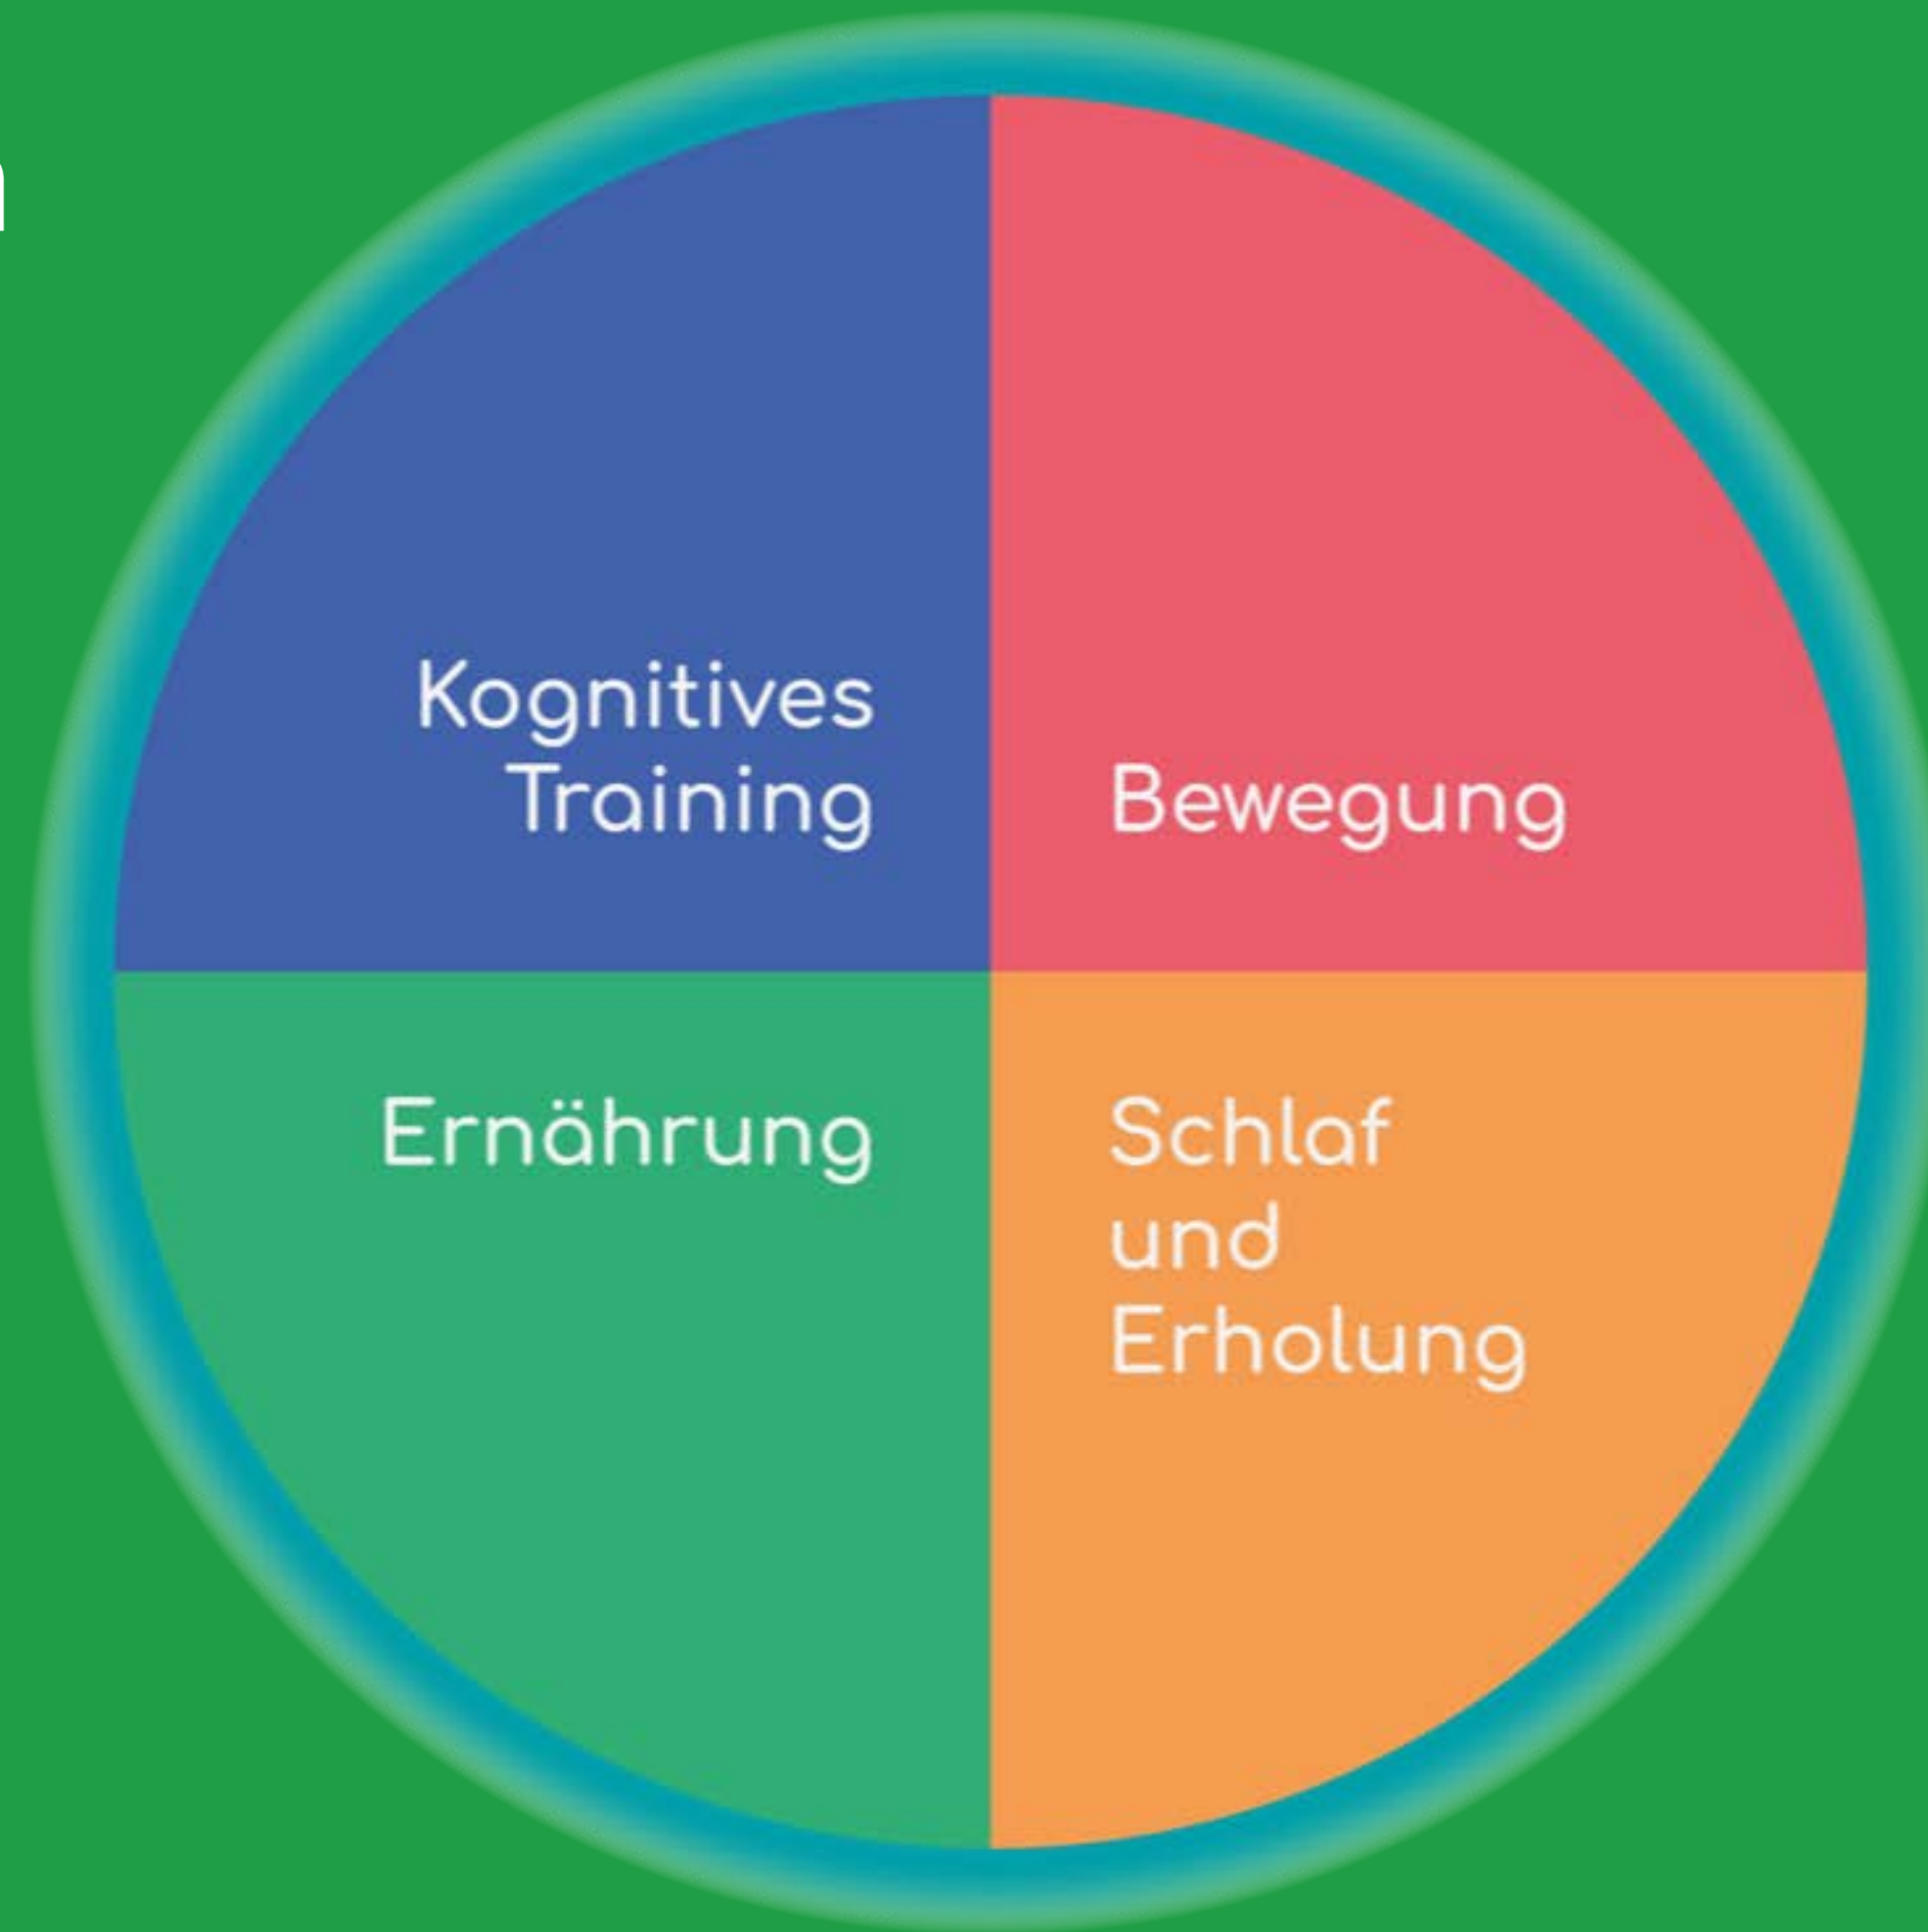 Kognitives
Training
Bewegung
Ernährung
Schlaf
und
Erholung